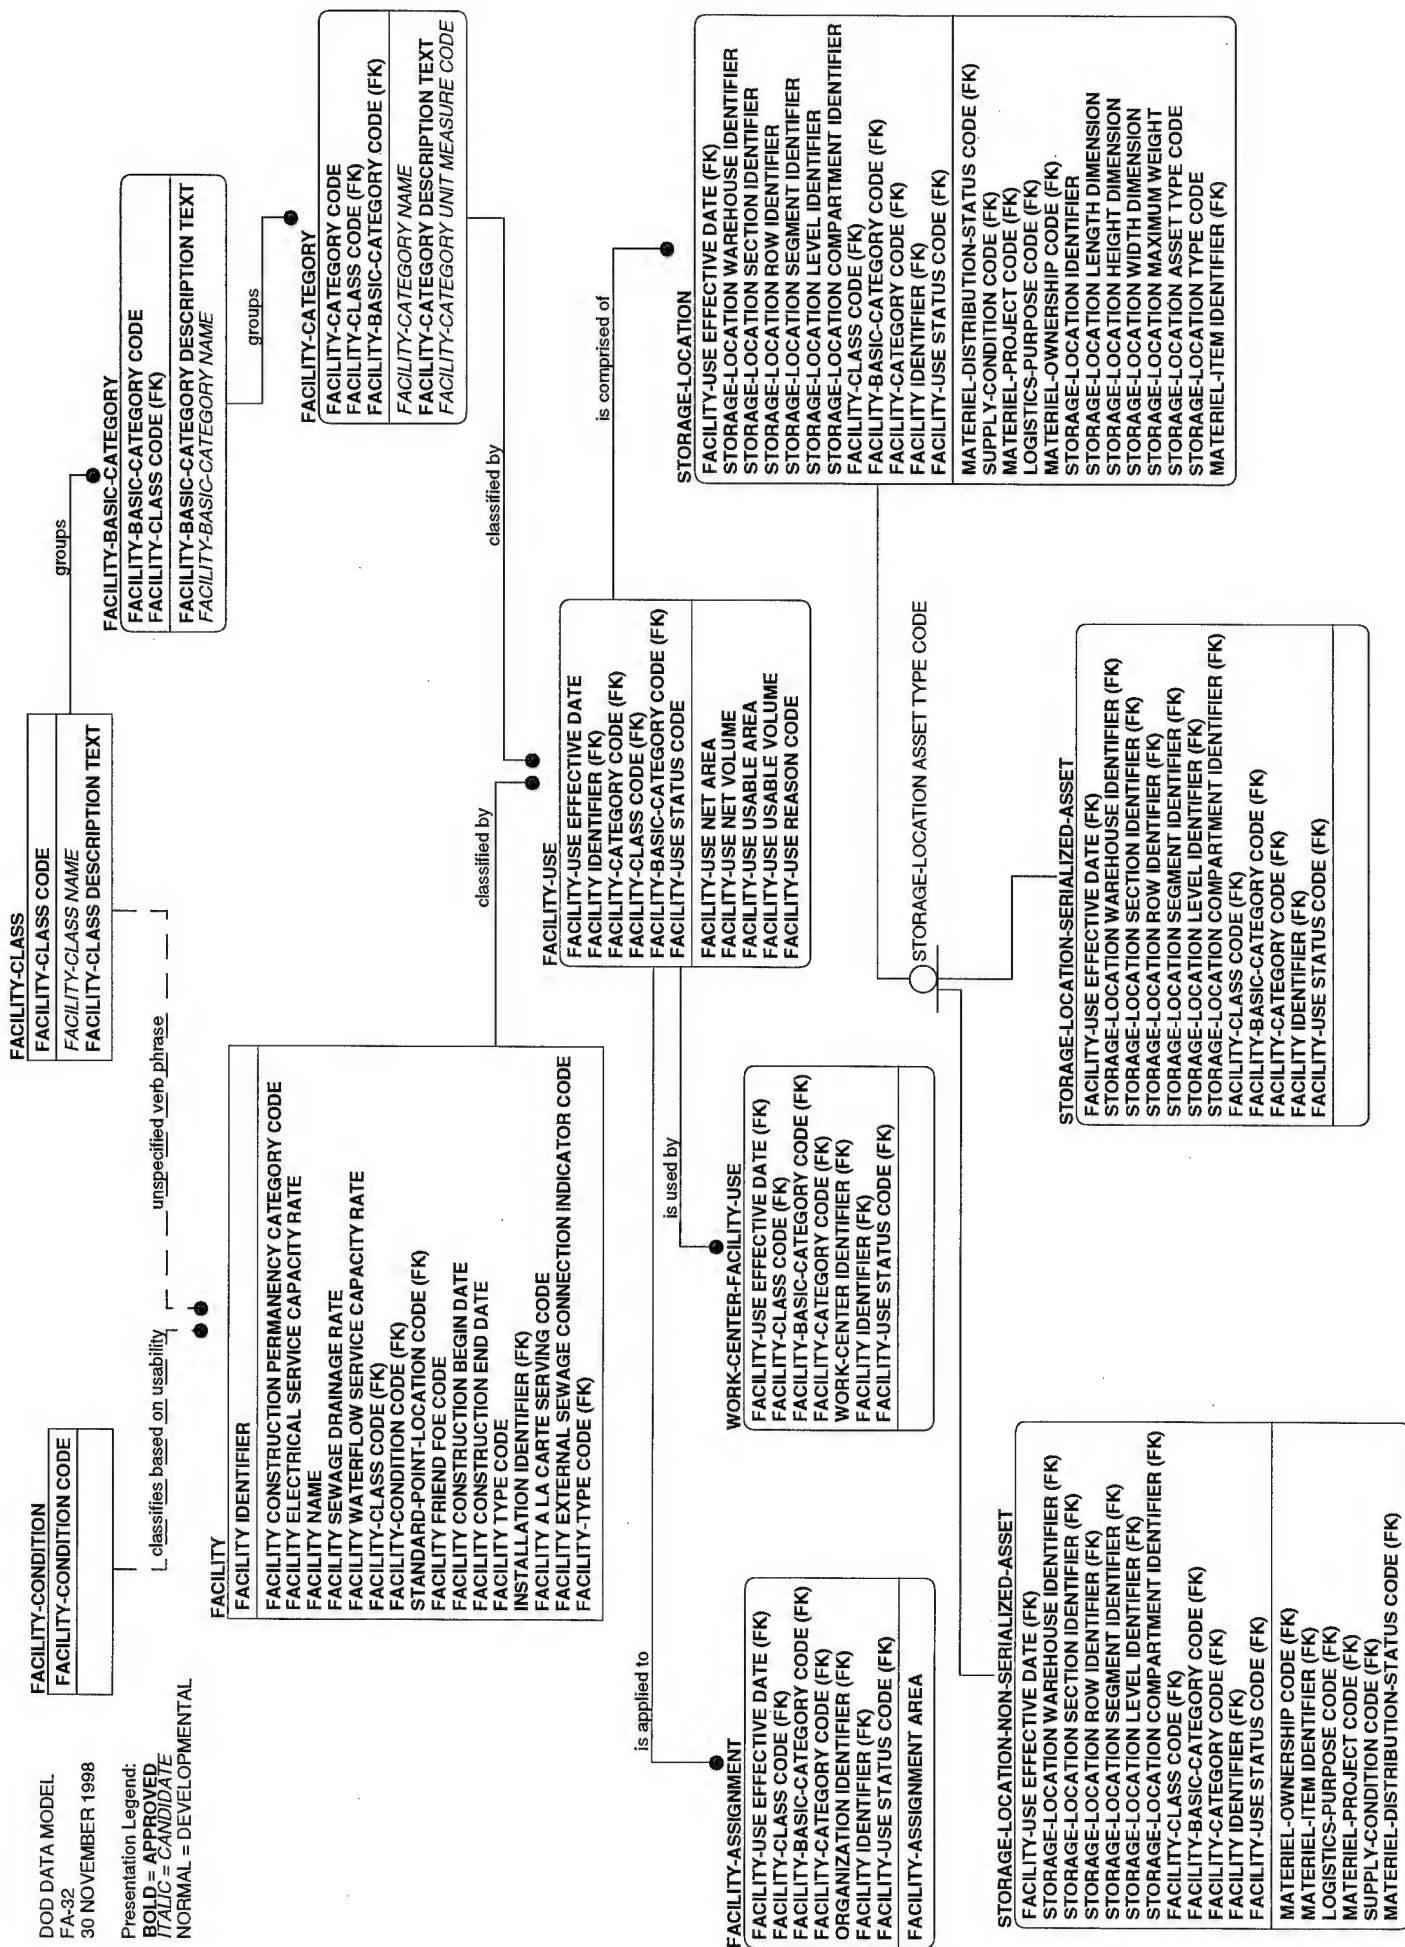 DOD DATA MODEL
FA-32
30 NOVEMBER 1998
Presentation Legend:
BOLD = APPROVED
ITALIC = CANDIDATE
NORMAL = DEVELOPMENTAL
FACILITY-CONDITION
FACILITY-CONDITION CODE
classifies based on usability
unspecified verb phrase
FACILITY-CLASS
FACILITY-CLASS CODE
FACILITY-CLASS NAME
FACILITY-CLASS DESCRIPTION TEXT
groups
FACILITY-BASIC-CATEGORY
FACILITY-BASIC-CATEGORY CODE
FACILITY-CLASS CODE (FK)
FACILITY-BASIC-CATEGORY DESCRIPTION TEXT
FACILITY-BASIC-CATEGORY NAME
groups
FACILITY-CATEGORY
FACILITY-CATEGORY CODE
FACILITY-CLASS CODE (FK)
FACILITY-BASIC-CATEGORY CODE (FK)
FACILITY-CATEGORY NAME
FACILITY-CATEGORY DESCRIPTION TEXT
FACILITY-CATEGORY UNIT MEASURE CODE
FACILITY
FACILITY IDENTIFIER
FACILITY CONSTRUCTION PERMANENCY CATEGORY CODE
FACILITY ELECTRICAL SERVICE CAPACITY RATE
FACILITY NAME
FACILITY SEWAGE DRAINAGE RATE
FACILITY WATERFLOW SERVICE CAPACITY RATE
FACILITY-CLASS CODE (FK)
FACILITY-CONDITION CODE (FK)
STANDARD-POINT-LOCATION CODE (FK)
FACILITY FRIEND FOE CODE
FACILITY CONSTRUCTION BEGIN DATE
FACILITY CONSTRUCTION END DATE
FACILITY TYPE CODE
INSTALLATION IDENTIFIER (FK)
FACILITY A LA CARTE SERVING CODE
FACILITY EXTERNAL SEWAGE CONNECTION INDICATOR CODE
FACILITY-TYPE CODE (FK)
classified by
classified by
FACILITY-USE
FACILITY-USE EFFECTIVE DATE
FACILITY IDENTIFIER (FK)
FACILITY-CATEGORY CODE (FK)
FACILITY-CLASS CODE (FK)
FACILITY-BASIC-CATEGORY CODE (FK)
FACILITY-USE STATUS CODE
FACILITY-USE NET AREA
FACILITY-USE NET VOLUME
FACILITY-USE USABLE AREA
FACILITY-USE USABLE VOLUME
FACILITY-USE REASON CODE
is applied to
is used by
is comprised of
FACILITY-ASSIGNMENT
FACILITY-USE EFFECTIVE DATE (FK)
FACILITY-CLASS CODE (FK)
FACILITY-BASIC-CATEGORY CODE (FK)
FACILITY-CATEGORY CODE (FK)
ORGANIZATION IDENTIFIER (FK)
FACILITY IDENTIFIER (FK)
FACILITY-USE STATUS CODE (FK)
FACILITY-ASSIGNMENT AREA
WORK-CENTER-FACILITY-USE
FACILITY-USE EFFECTIVE DATE (FK)
FACILITY-CLASS CODE (FK)
FACILITY-BASIC-CATEGORY CODE (FK)
FACILITY-CATEGORY CODE (FK)
WORK-CENTER IDENTIFIER (FK)
FACILITY IDENTIFIER (FK)
FACILITY-USE STATUS CODE (FK)
STORAGE-LOCATION
FACILITY-USE EFFECTIVE DATE (FK)
STORAGE-LOCATION WAREHOUSE IDENTIFIER
STORAGE-LOCATION SECTION IDENTIFIER
STORAGE-LOCATION ROW IDENTIFIER
STORAGE-LOCATION SEGMENT IDENTIFIER
STORAGE-LOCATION LEVEL IDENTIFIER
STORAGE-LOCATION COMPARTMENT IDENTIFIER
FACILITY-CLASS CODE (FK)
FACILITY-BASIC-CATEGORY CODE (FK)
FACILITY-CATEGORY CODE (FK)
FACILITY IDENTIFIER (FK)
FACILITY-USE STATUS CODE (FK)
MATERIEL-DISTRIBUTION-STATUS CODE (FK)
SUPPLY-CONDITION CODE (FK)
MATERIEL-PROJECT CODE (FK)
LOGISTICS-PURPOSE CODE (FK)
MATERIEL-OWNERSHIP CODE (FK)
STORAGE-LOCATION IDENTIFIER
STORAGE-LOCATION LENGTH DIMENSION
STORAGE-LOCATION HEIGHT DIMENSION
STORAGE-LOCATION WIDTH DIMENSION
STORAGE-LOCATION MAXIMUM WEIGHT
STORAGE-LOCATION ASSET TYPE CODE
STORAGE-LOCATION TYPE CODE
MATERIEL-ITEM IDENTIFIER (FK)
STORAGE-LOCATION ASSET TYPE CODE
STORAGE-LOCATION-NON-SERIALIZED-ASSET
FACILITY-USE EFFECTIVE DATE (FK)
STORAGE-LOCATION WAREHOUSE IDENTIFIER (FK)
STORAGE-LOCATION SECTION IDENTIFIER (FK)
STORAGE-LOCATION ROW IDENTIFIER (FK)
STORAGE-LOCATION SEGMENT IDENTIFIER (FK)
STORAGE-LOCATION LEVEL IDENTIFIER (FK)
STORAGE-LOCATION COMPARTMENT IDENTIFIER (FK)
FACILITY-CLASS CODE (FK)
FACILITY-BASIC-CATEGORY CODE (FK)
FACILITY-CATEGORY CODE (FK)
FACILITY IDENTIFIER (FK)
FACILITY-USE STATUS CODE (FK)
MATERIEL-OWNERSHIP CODE (FK)
MATERIEL-ITEM IDENTIFIER (FK)
LOGISTICS-PURPOSE CODE (FK)
MATERIEL-PROJECT CODE (FK)
SUPPLY-CONDITION CODE (FK)
MATERIEL-DISTRIBUTION-STATUS CODE (FK)
STORAGE-LOCATION-SERIALIZED-ASSET
FACILITY-USE EFFECTIVE DATE (FK)
STORAGE-LOCATION WAREHOUSE IDENTIFIER (FK)
STORAGE-LOCATION SECTION IDENTIFIER (FK)
STORAGE-LOCATION ROW IDENTIFIER (FK)
STORAGE-LOCATION SEGMENT IDENTIFIER (FK)
STORAGE-LOCATION LEVEL IDENTIFIER (FK)
STORAGE-LOCATION COMPARTMENT IDENTIFIER (FK)
FACILITY-CLASS CODE (FK)
FACILITY-BASIC-CATEGORY CODE (FK)
FACILITY-CATEGORY CODE (FK)
FACILITY IDENTIFIER (FK)
FACILITY-USE STATUS CODE (FK)